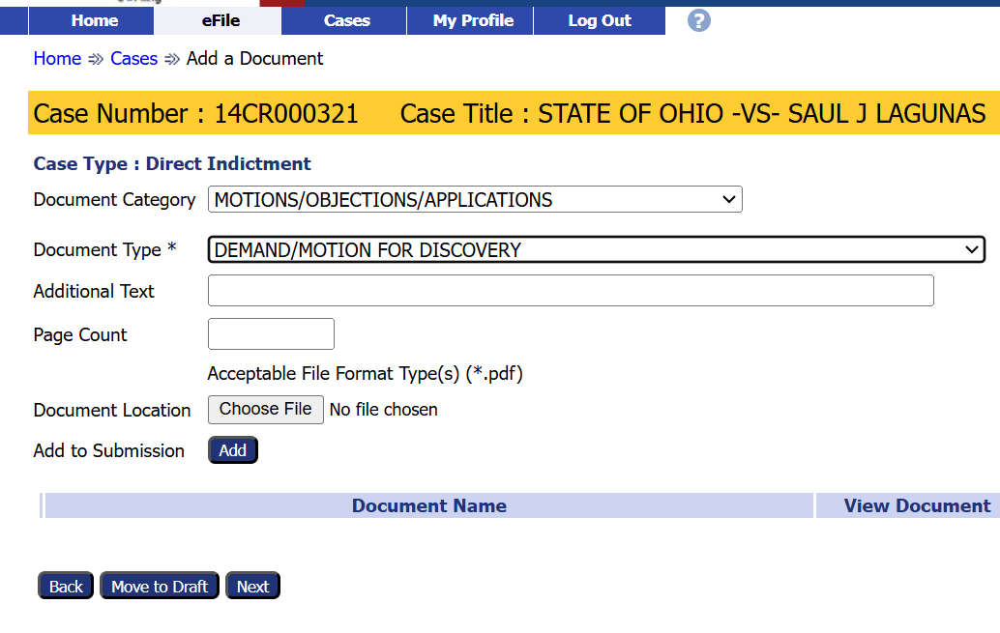 Home eFile Cases My Profile Log Out ?
Home Cases Add a Document
Case Number : 14CR000321 Case Title : STATE OF OHIO -VS- SAUL J LAGUNAS
Case Type : Direct Indictment
Document Category MOTIONS/OBJECTIONS/APPLICATIONS
Document Type * DEMAND/MOTION FOR DISCOVERY
Additional Text
Page Count
Acceptable File Format Type(s) (*.pdf)
Document Location Choose File No file chosen
Add to Submission Add
Document Name View Document
Back Move to Draft Next